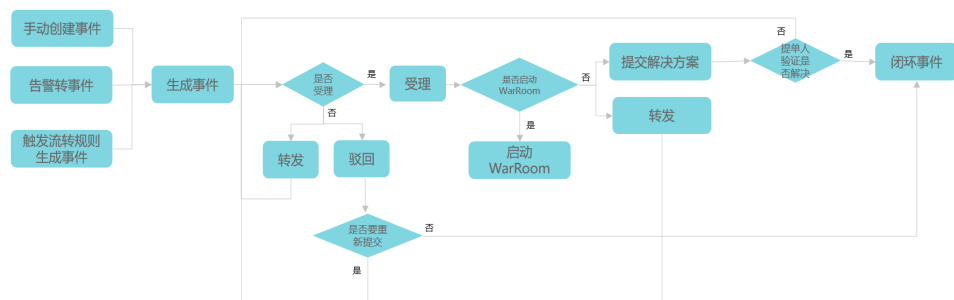 手动创建事件
告警转事件
触发流转规则
生成事件
生成事件
是否
受理
是
否
转发
驳回
受理
是否启动
WarRoom
否
是
启动
WarRoom
提交解决方案
转发
提单人
验证是
否解决
否
是
闭环事件
是否要重
新提交
否
是